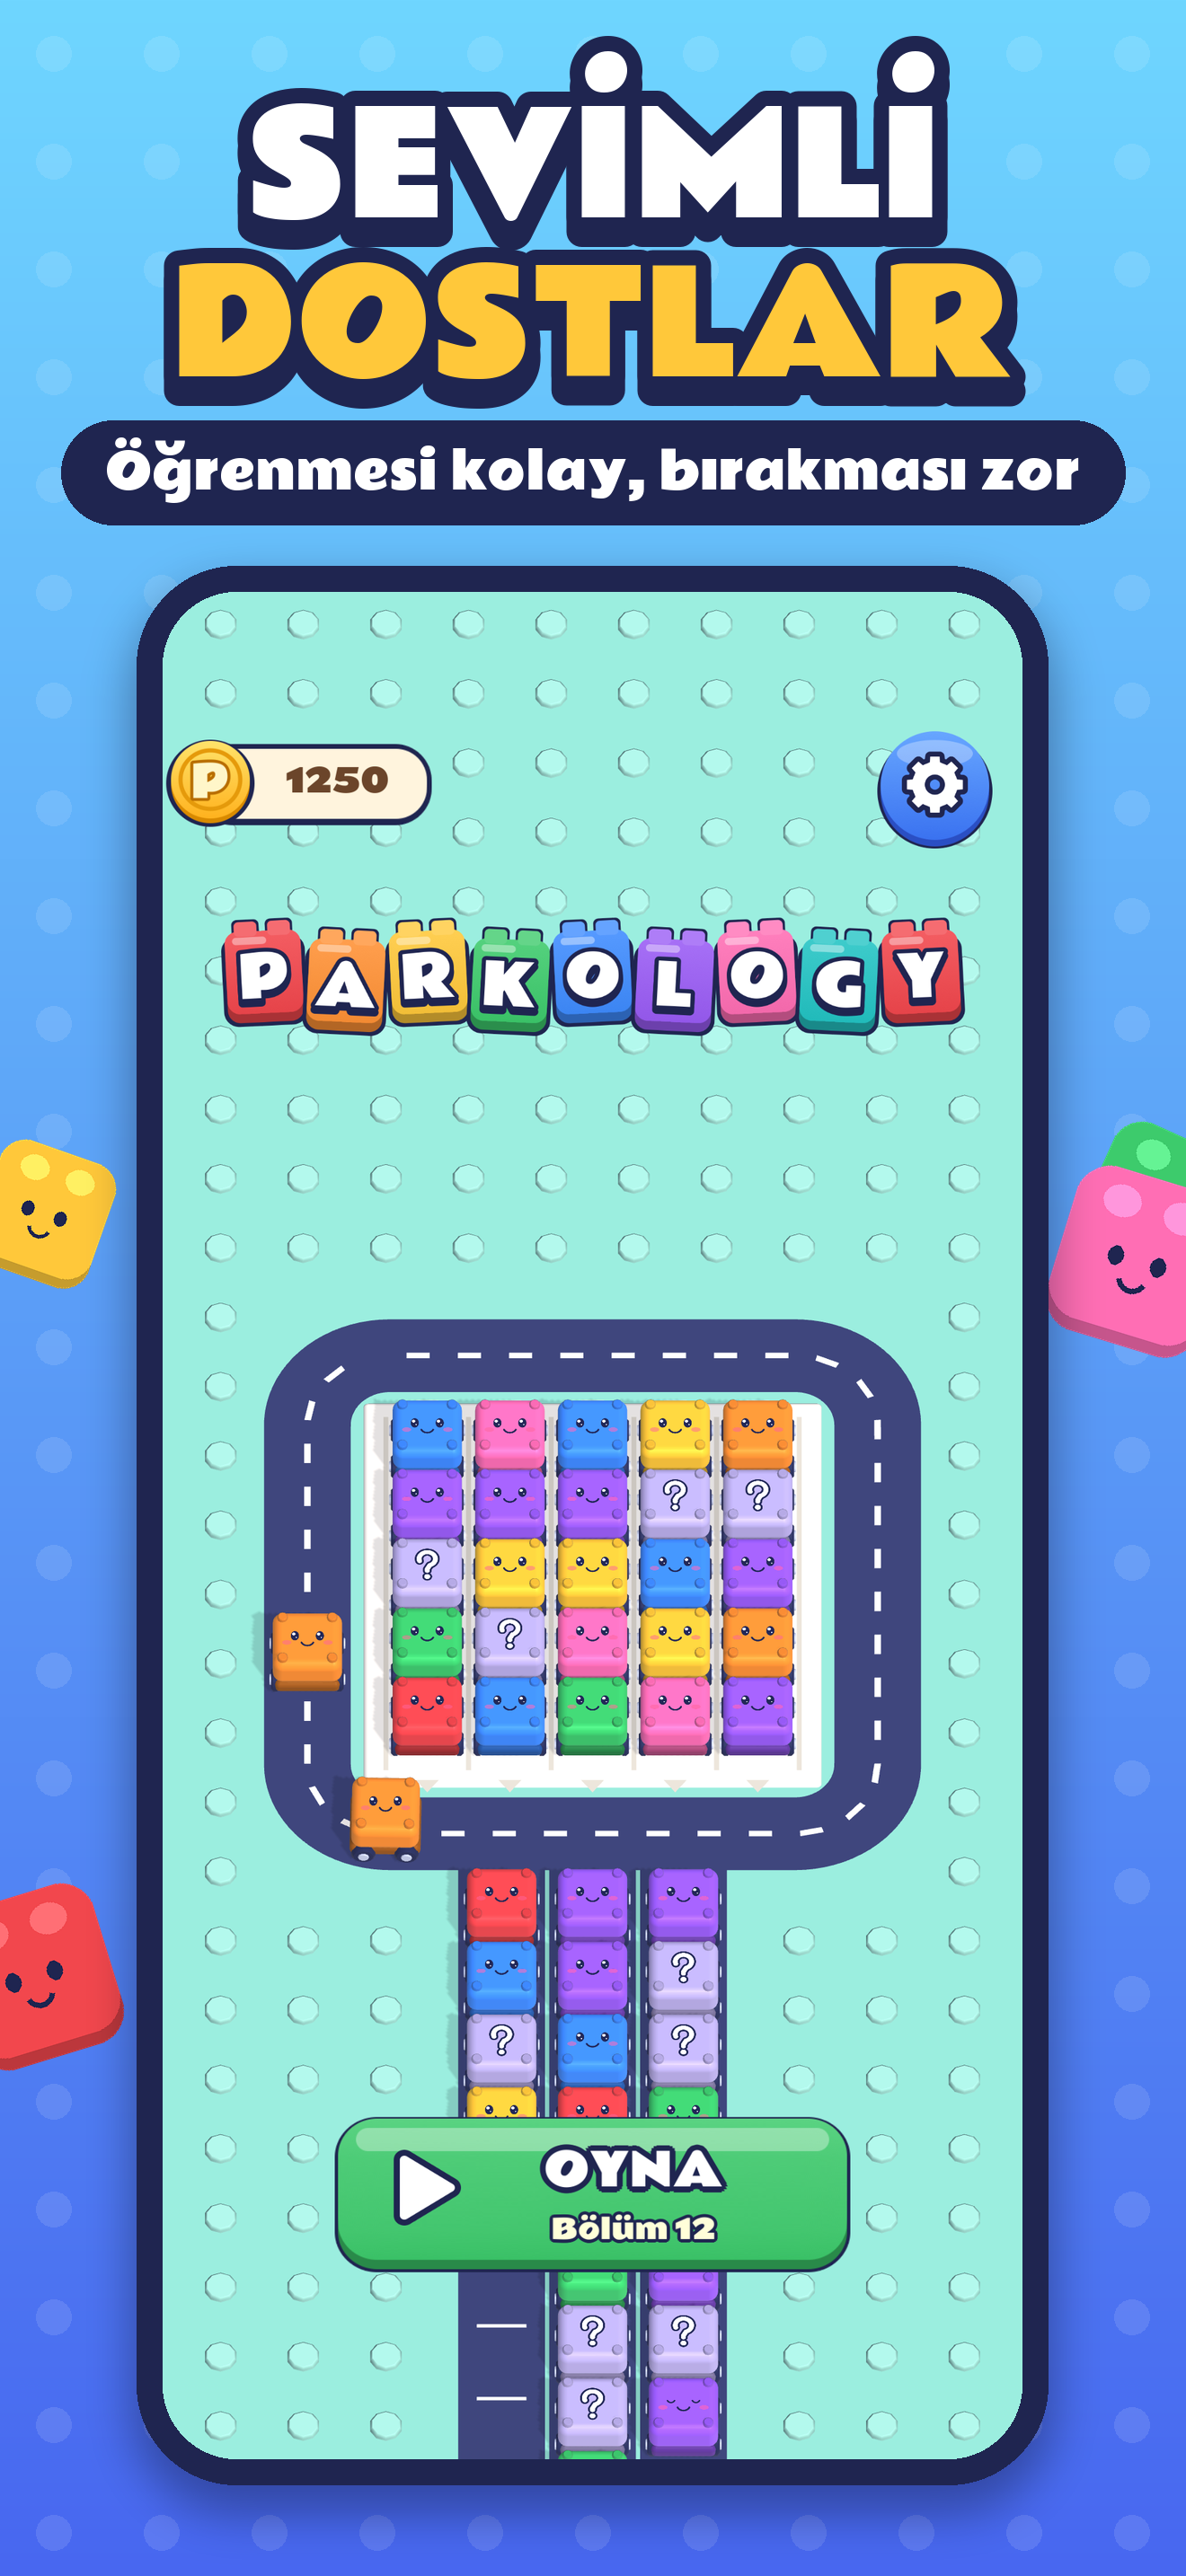 SEVİMLİ
DOSTLAR
Öğrenmesi kolay, bırakması zor
P 1250
PARKOLOGY
? ?
?
?
?
? ?
OYNA
Bölüm 12
? ?
?